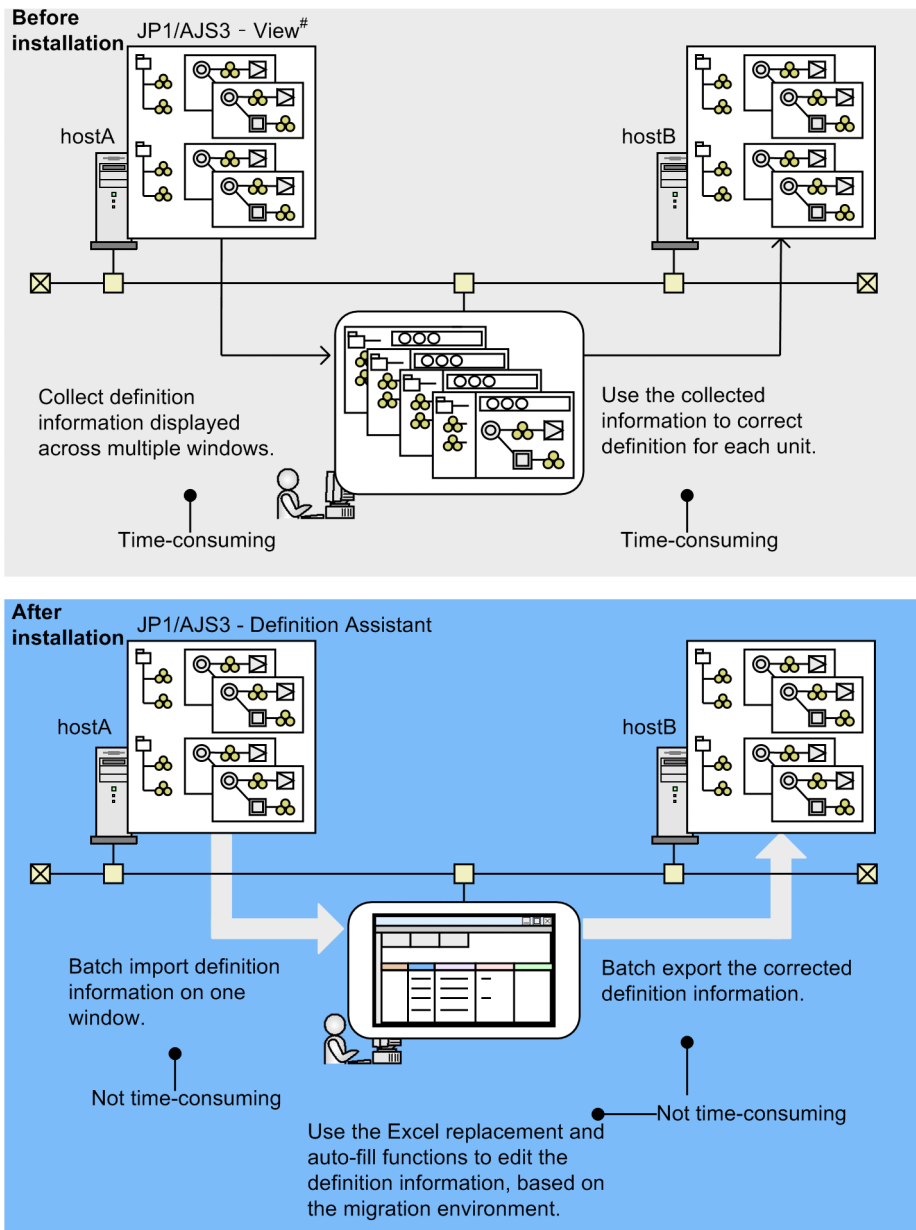 Before
installation
JP1/AJS3 - View#
hostA
hostB
Collect definition
information displayed
across multiple windows.
Use the collected
information to correct
definition for each unit.
Time-consuming
Time-consuming
After
installation
JP1/AJS3 - Definition Assistant
hostA
hostB
Batch import definition
information on one
window.
Batch export the corrected
definition information.
Not time-consuming
Not time-consuming
Use the Excel replacement and
auto-fill functions to edit the
definition information, based on
the migration environment.